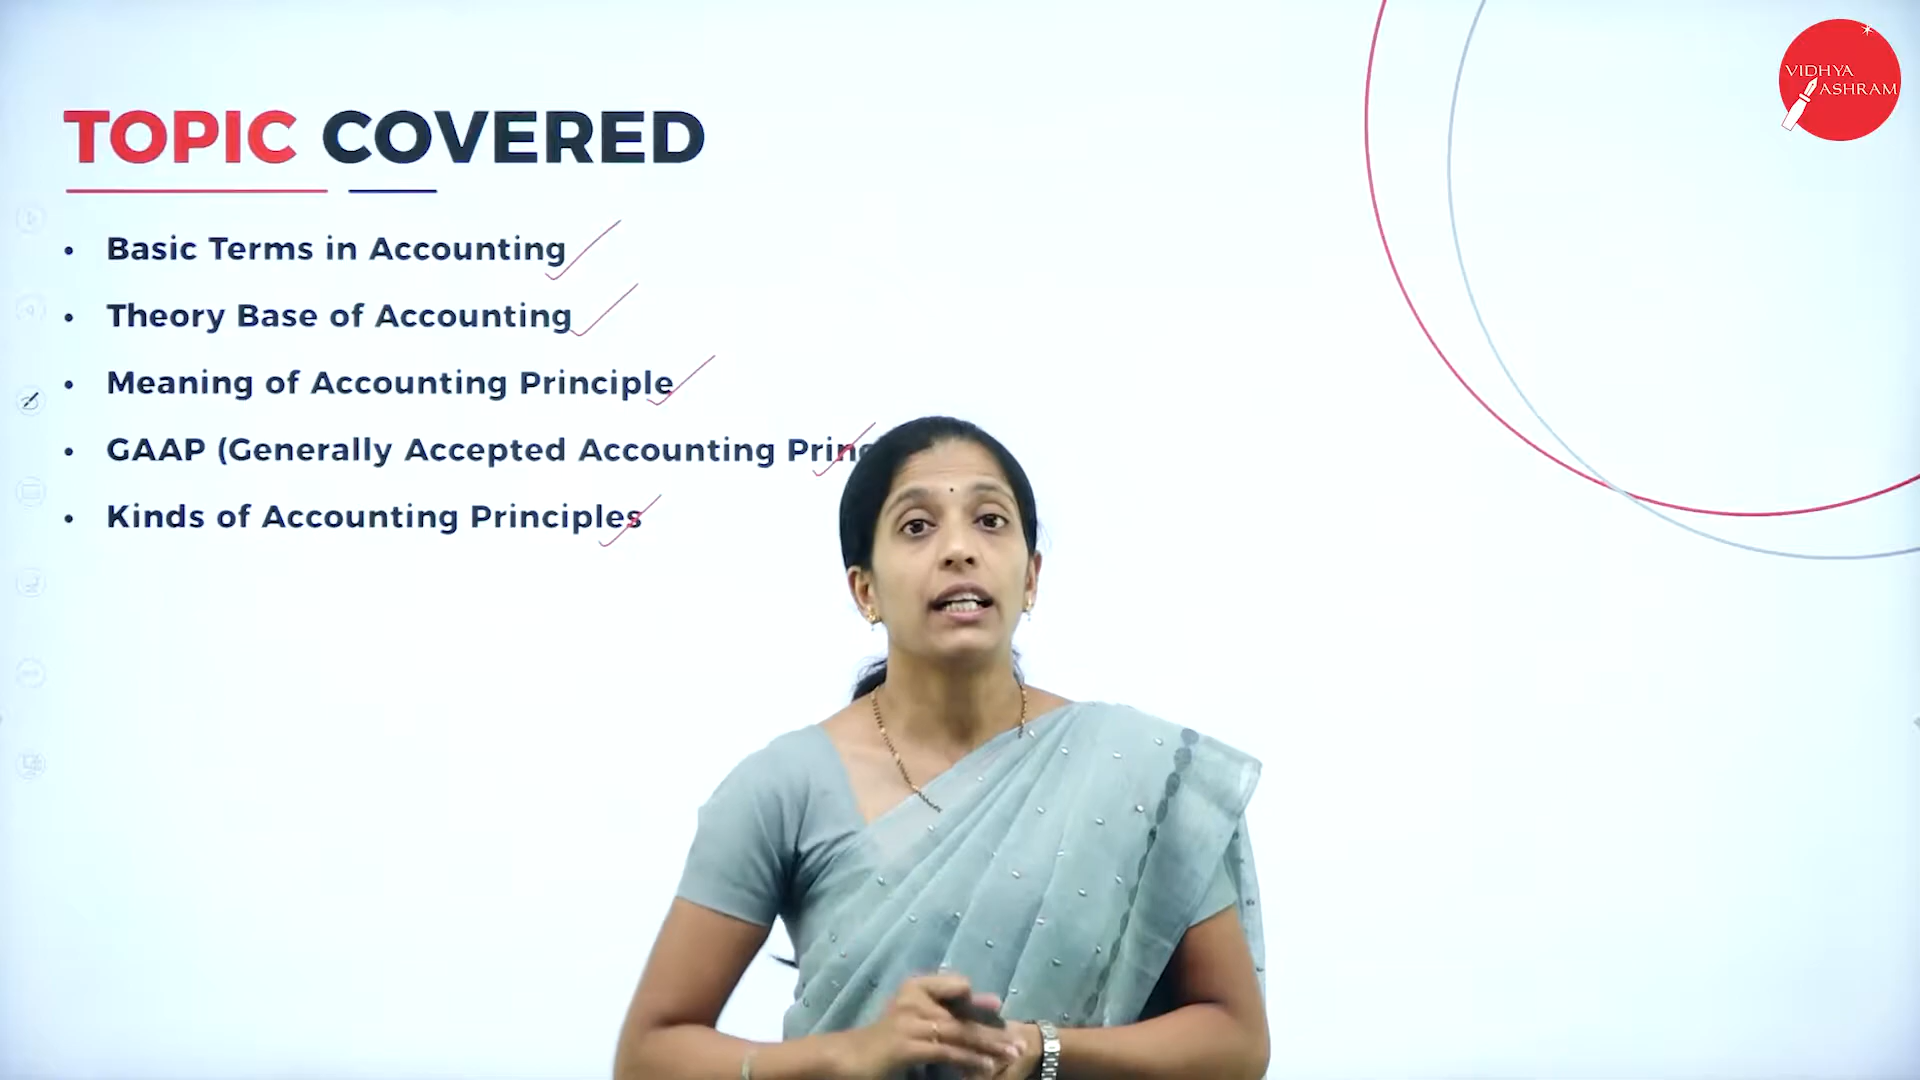 VIDHYA
ASHRAM
TOPIC COVERED
• Basic Terms in Accounting
• Theory Base of Accounting
• Meaning of Accounting Principle
• GAAP (Generally Accepted Accounting
• Kinds of Accounting Principles